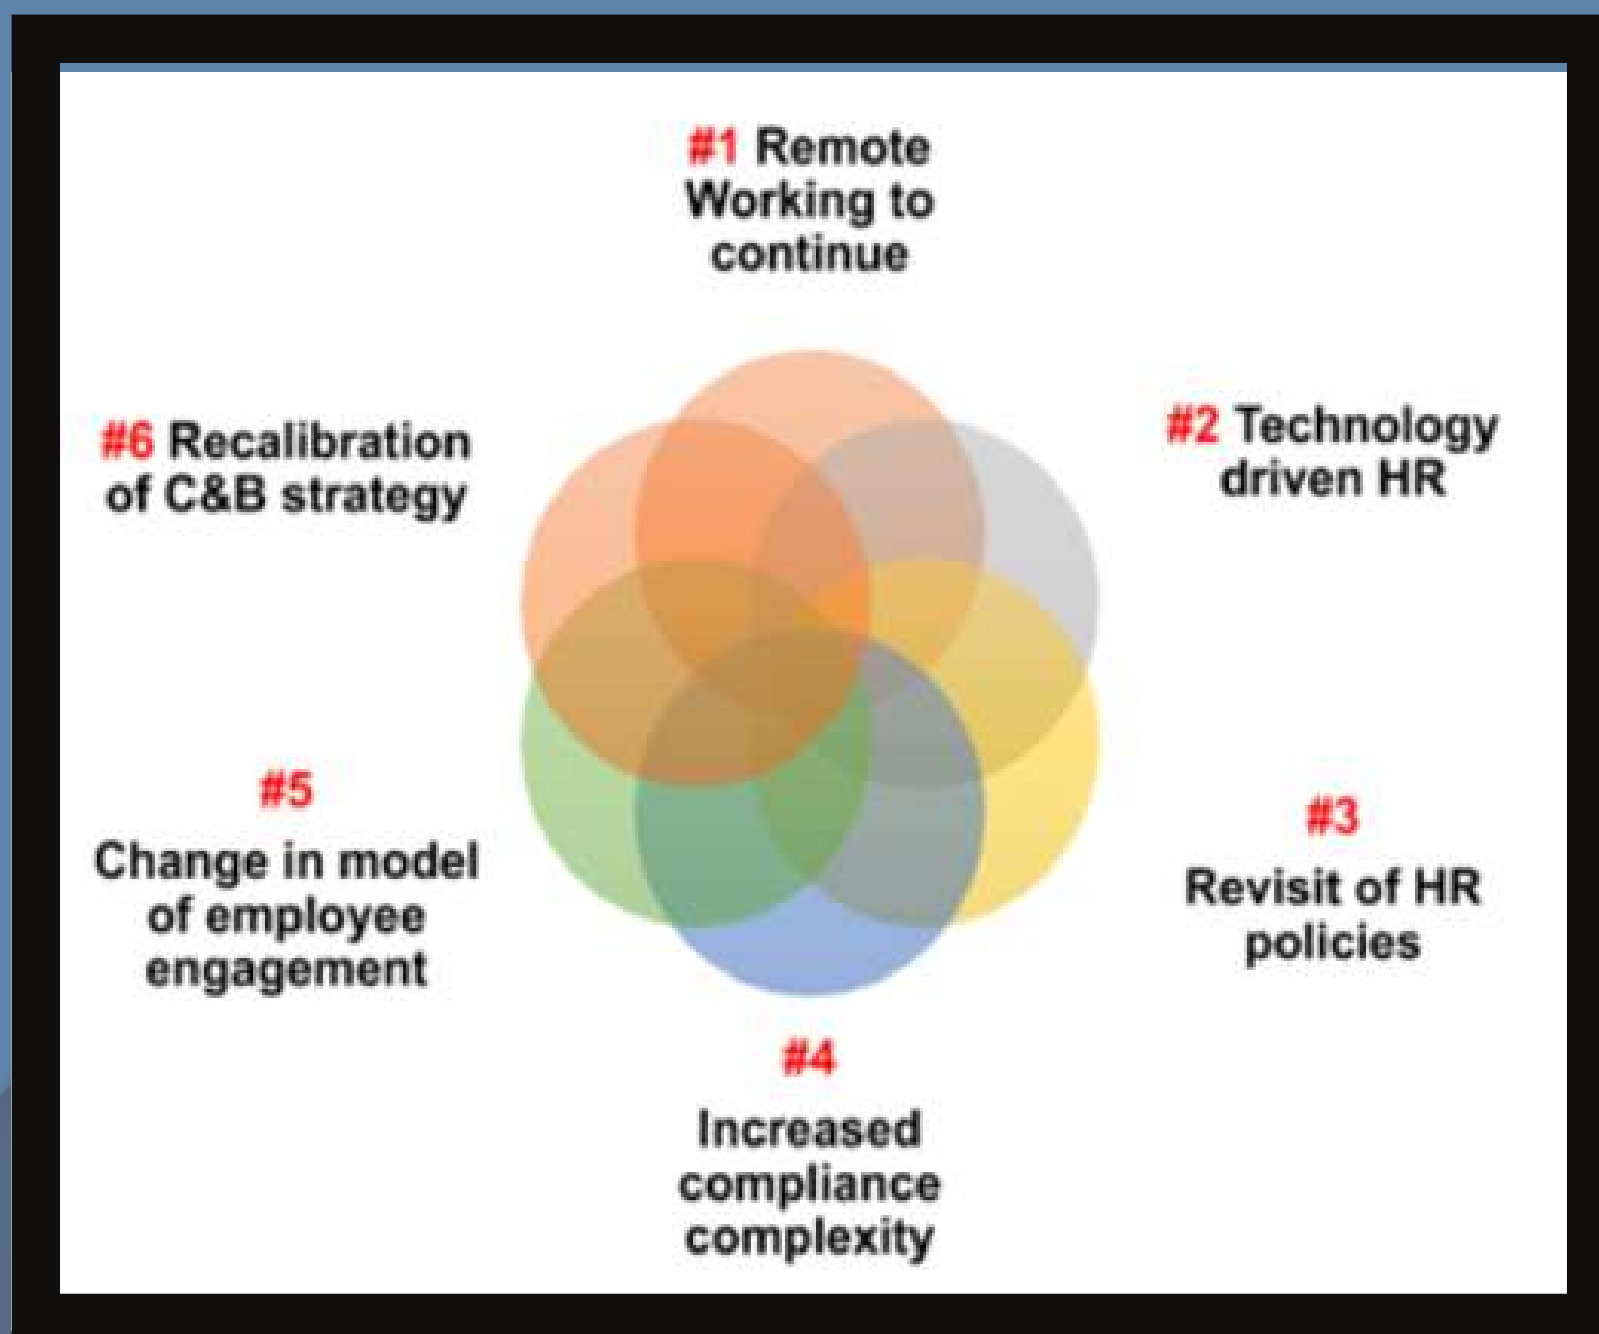 #1 Remote
Working to
continue
#2 Technology
driven HR
#3
Revisit of HR
policies
#4
Increased
compliance
complexity
#5
Change in model
of employee
engagement
#6 Recalibration
of C&B strategy